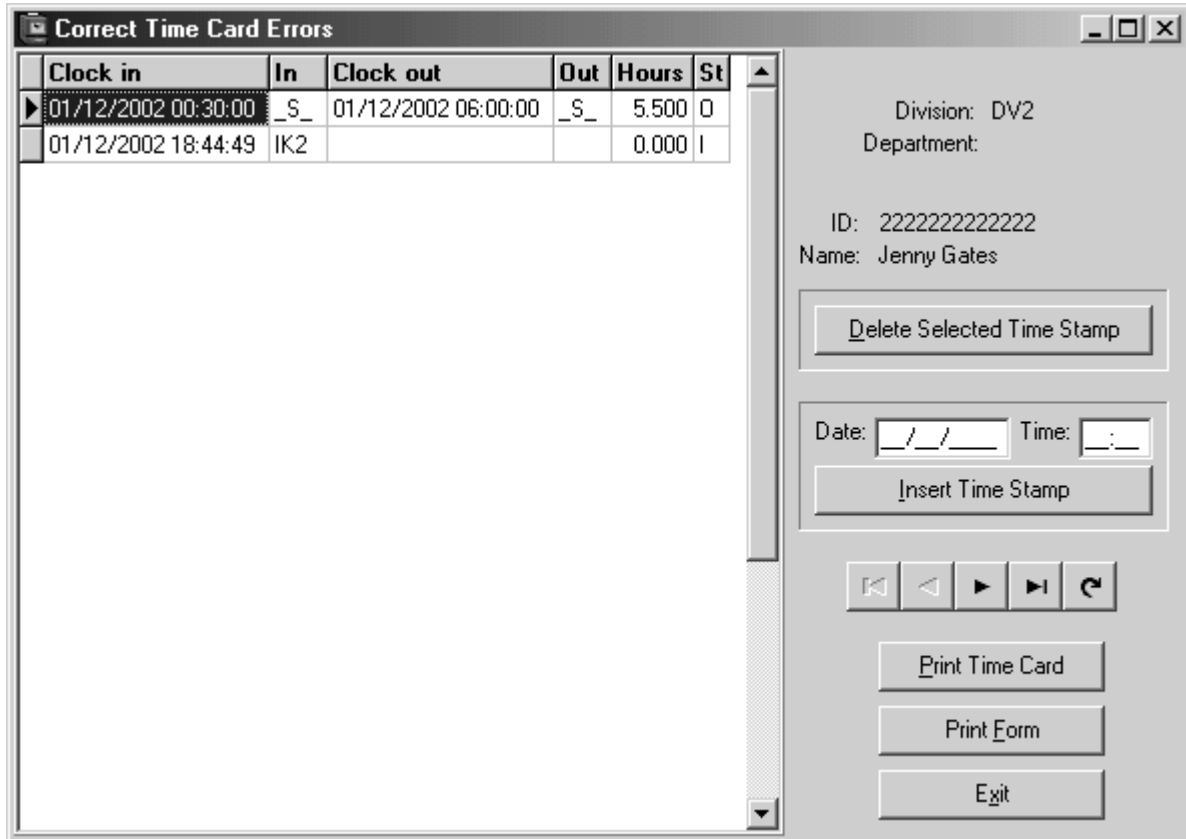 Correct Time Card Errors
Clock in In Clock out Out Hours St
01/12/2002 00:30:00 _S_ 01/12/2002 06:00:00 _S_ 5.500 O
01/12/2002 18:44:49 IK2 0.000 I
Division: DV2
Department:
ID: 2222222222222
Name: Jenny Gates
Delete Selected Time Stamp
Date: __/__/____ Time: __:__
Insert Time Stamp
Print Time Card
Print Form
Exit